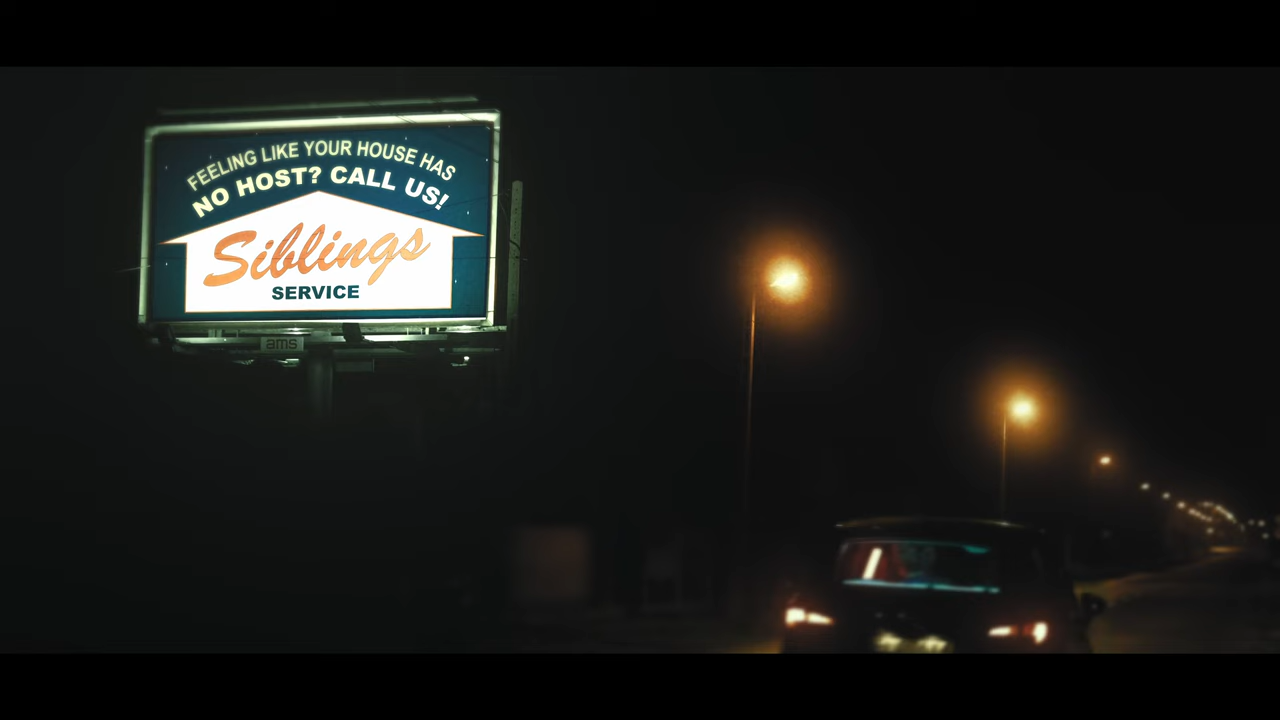 FEELING LIKE YOUR HOUSE HAS
NO HOST? CALL US!
Siblings
SERVICE
ams